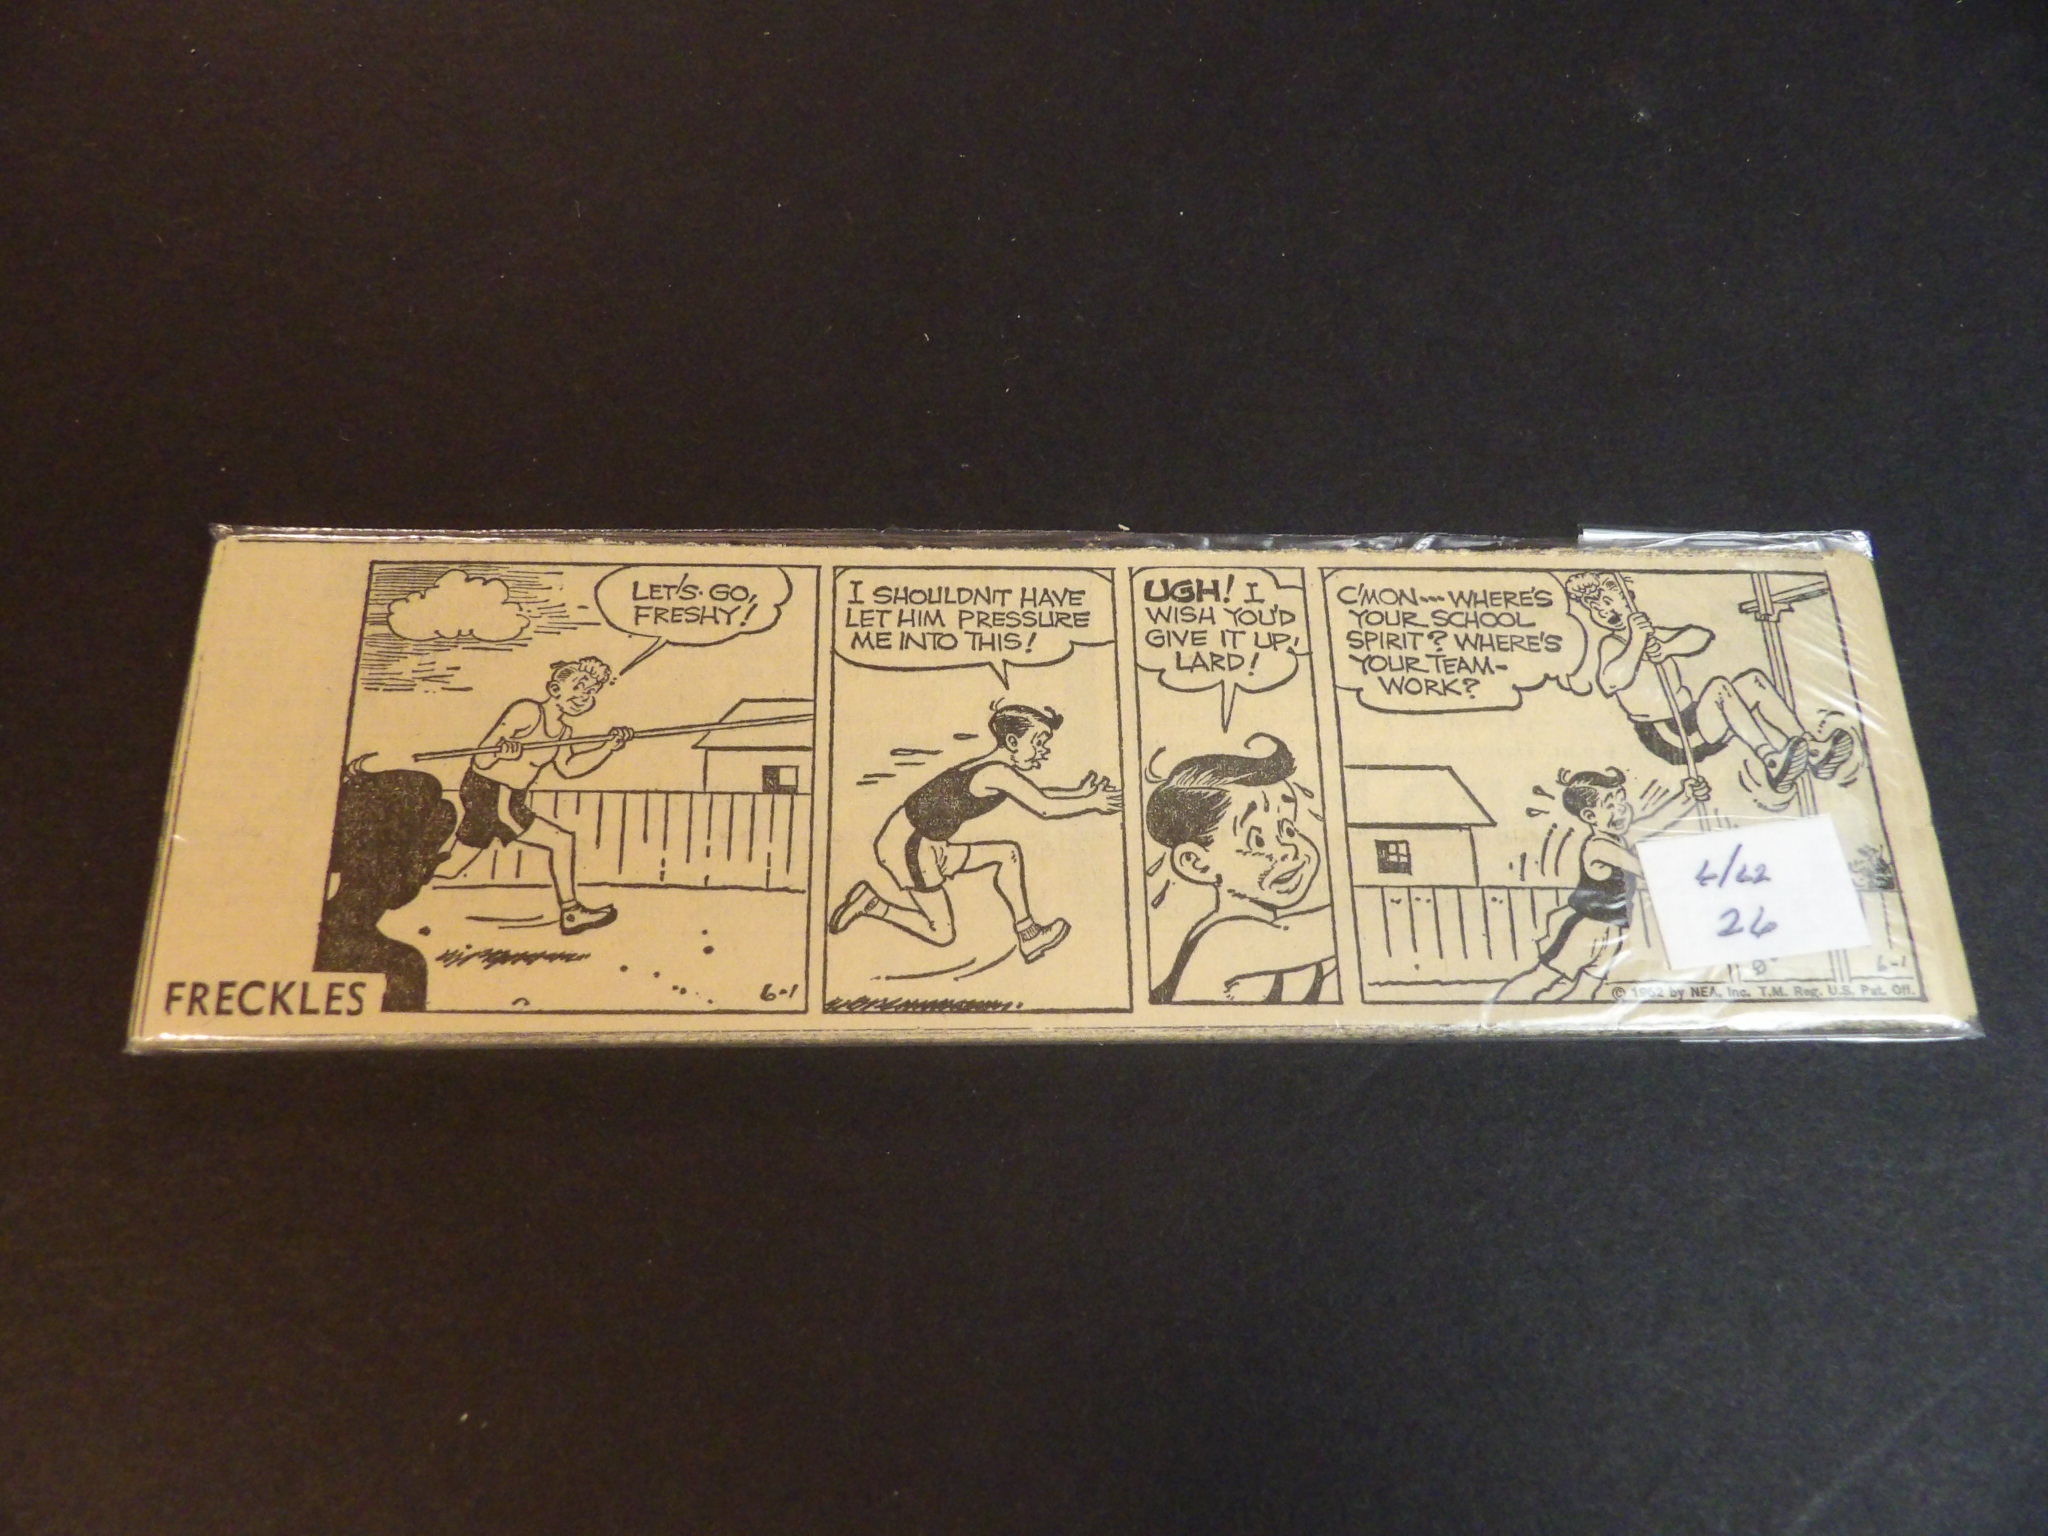 LET'S GO,
FRESHY!
6-1
I SHOULDN'T HAVE
LET HIM PRESSURE
ME INTO THIS!
UGH! I
WISH YOU'D
GIVE IT UP,
LARD!
C'MON--- WHERE'S
YOUR SCHOOL
SPIRIT? WHERE'S
YOUR TEAM-
WORK?
6-1
© 1962 by NEA, Inc. T.M. Reg. U.S. Pat. Off.
FRECKLES
26